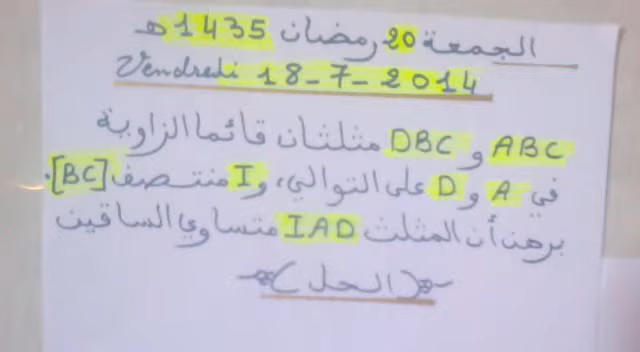 الجمعة 20 رمضان 1435 هـ
Vendredi 18-7-2014
ABC و DBC مثلثان قائما الزاوية
في A و D على التوالي، و I منتصف [BC].
برهن أن المثلث IAD متساوي الساقين
(الحل)